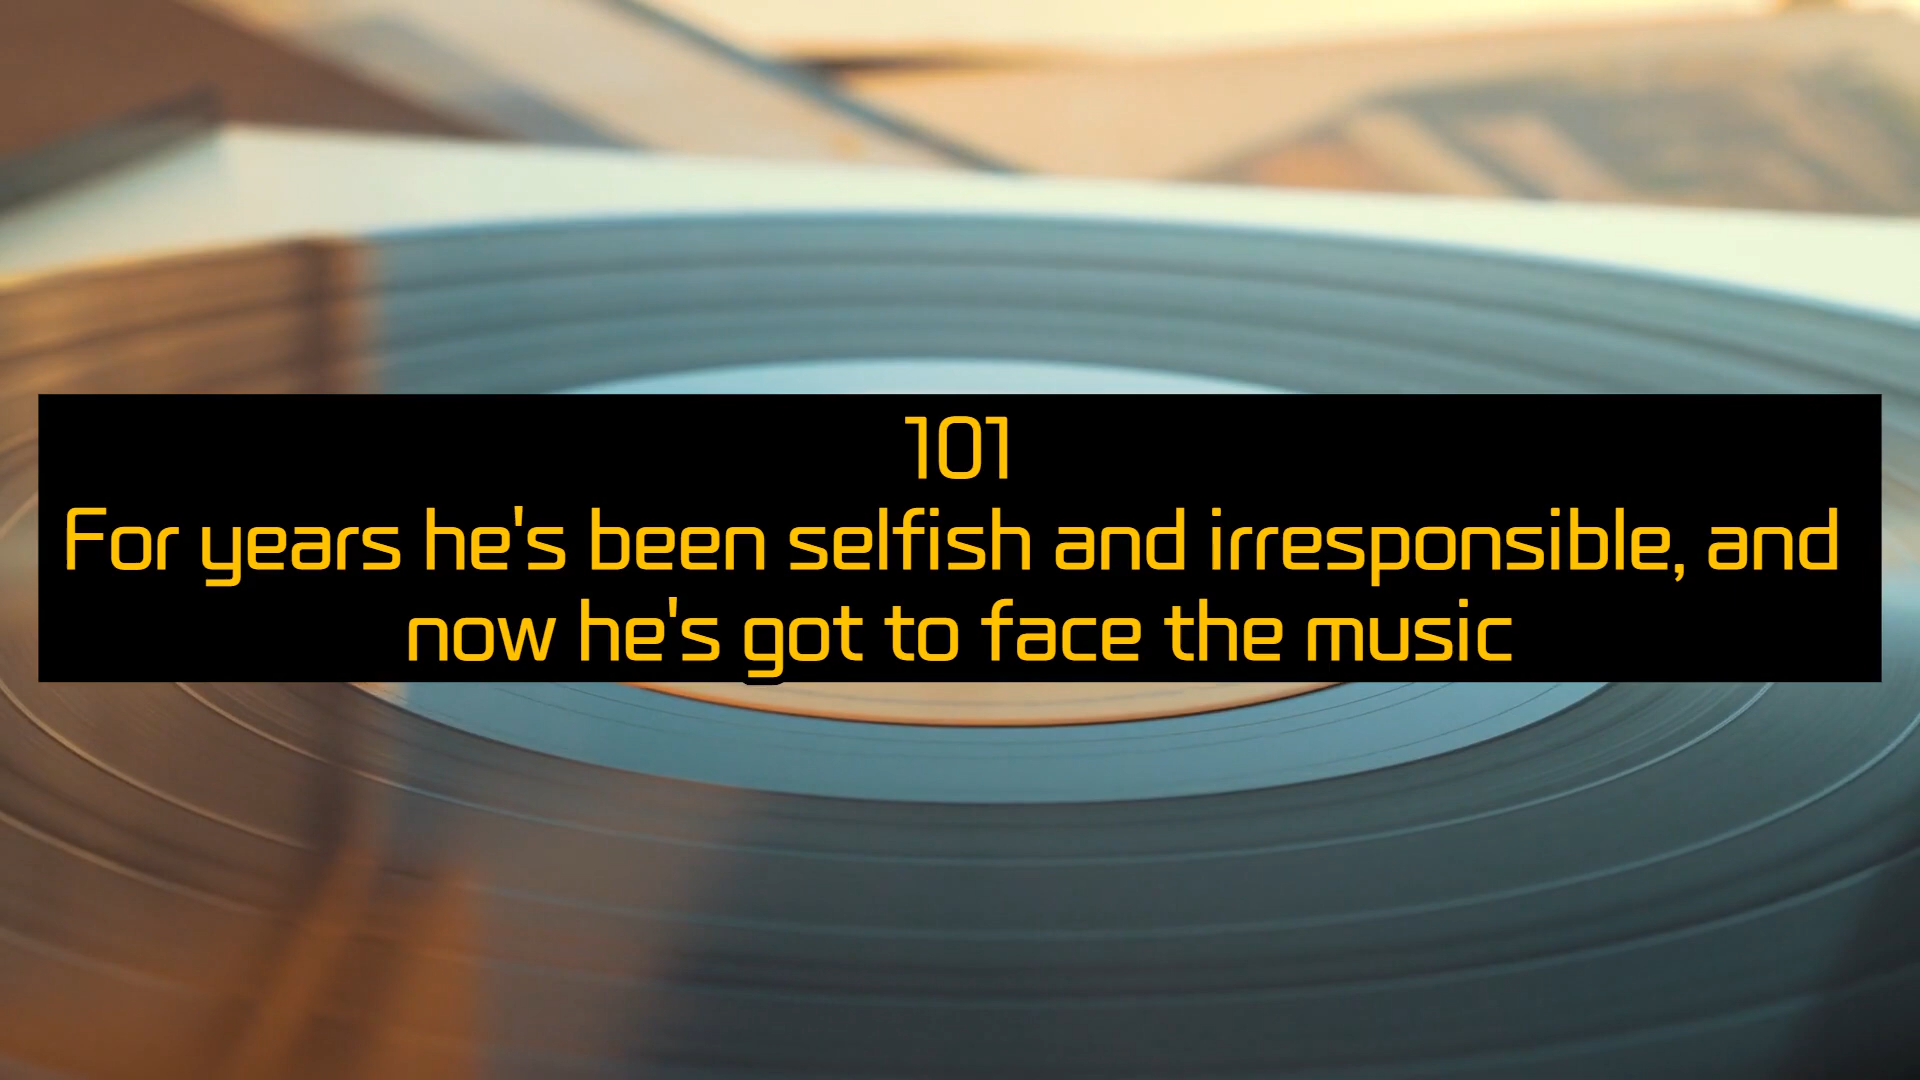 101
For years he's been selfish and irresponsible, and
now he's got to face the music